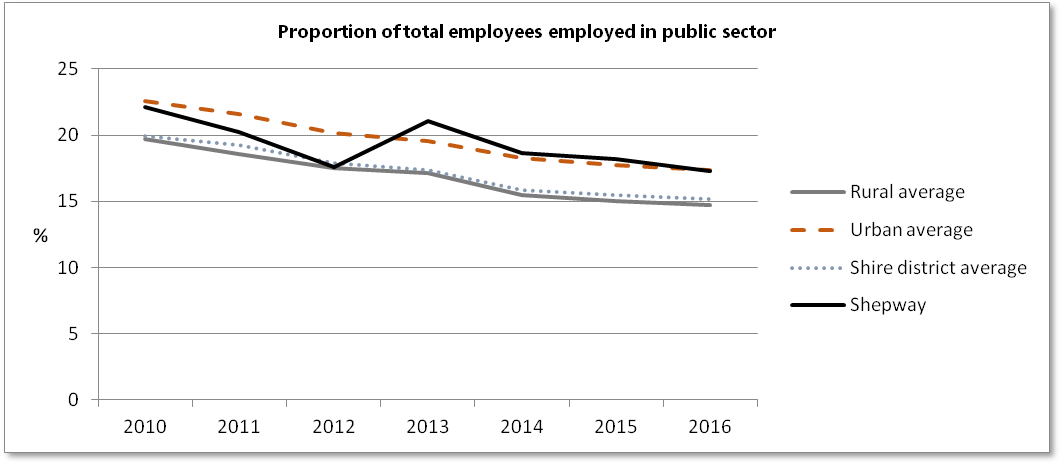 Proportion of total employees employed in public sector
25
20
15
10
5
0
%
2010 2011 2012 2013 2014 2015 2016
Rural average
Urban average
Shire district average
Shepway